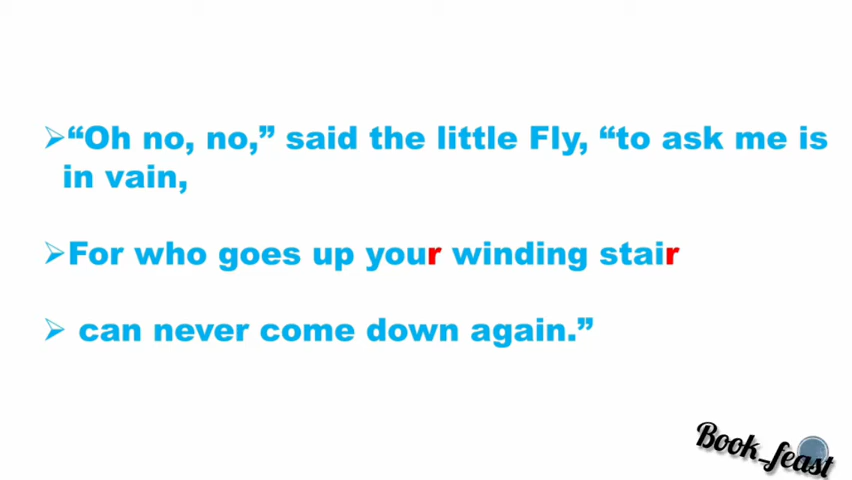 ➢“Oh no, no,” said the little Fly, “to ask me is
in vain,
➢For who goes up your winding stair
➢ can never come down again.”
Book_feast